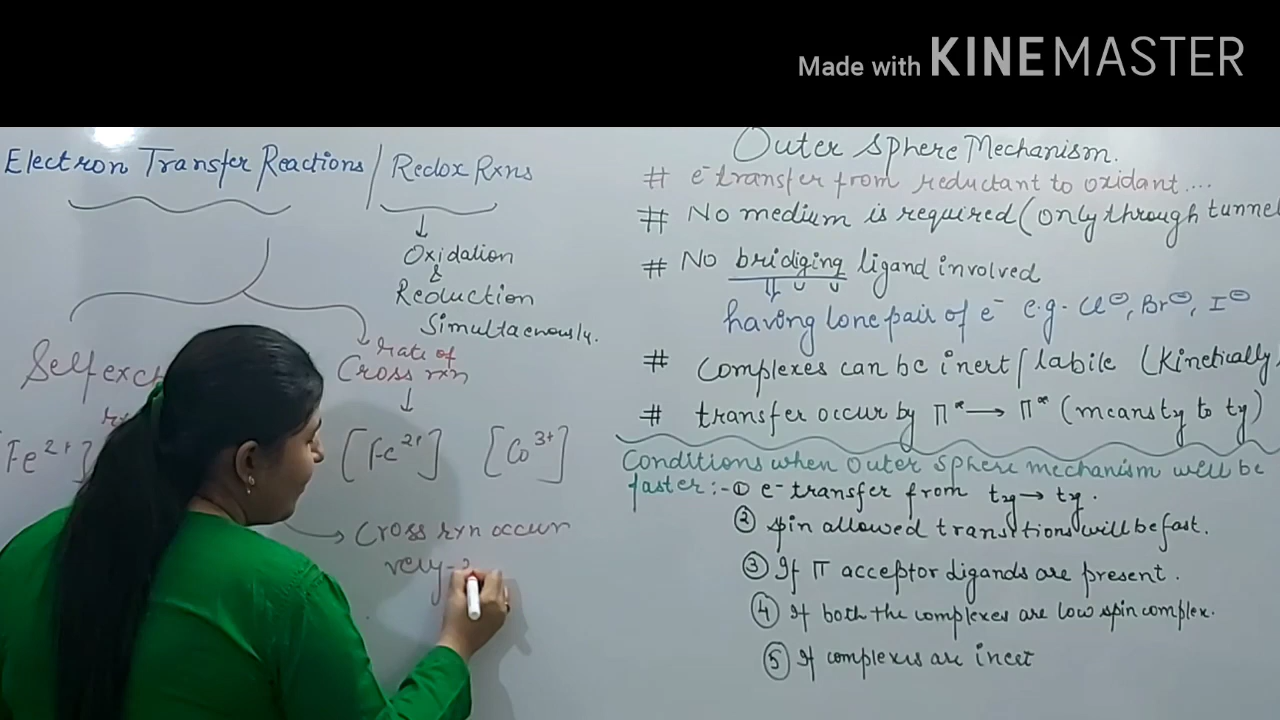 Made with KINEMASTER
Electron Transfer Reactions / Redox Rxns
Oxidation
&
Reduction
Simultaenously.
Self exc
rate of
Cross rxn
[Fe2+]
[Fe2+] [Co3+]
Cross rxn occur
very
Outer Sphere Mechanism.
# e- transfer from reductant to oxidant....
# No medium is required (only through tunnel
# No bridging ligand involved
having lone pair of e- e.g. Cl⊖, Br⊖, I⊖
# Complexes can be inert / labile (Kinetically
# transfer occur by Π* → Π* (means t2g to t2g)
Conditions when Outer Sphere mechanism will be
faster :- ① e- transfer from t2g → t2g.
② Spin allowed transitions will be fast.
③ If Π acceptor ligands are present.
④ If both the complexes are low spin complex.
⑤ If complexes are inert